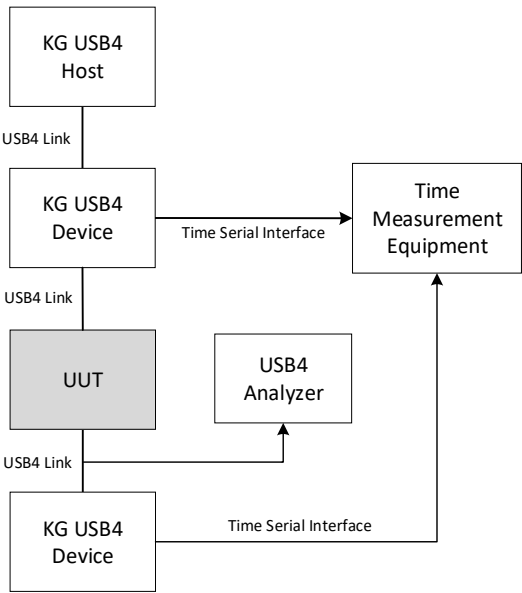 KG USB4
Host
USB4 Link
KG USB4
Device
Time Serial Interface
Time
Measurement
Equipment
USB4 Link
UUT
USB4
Analyzer
USB4 Link
KG USB4
Device
Time Serial Interface